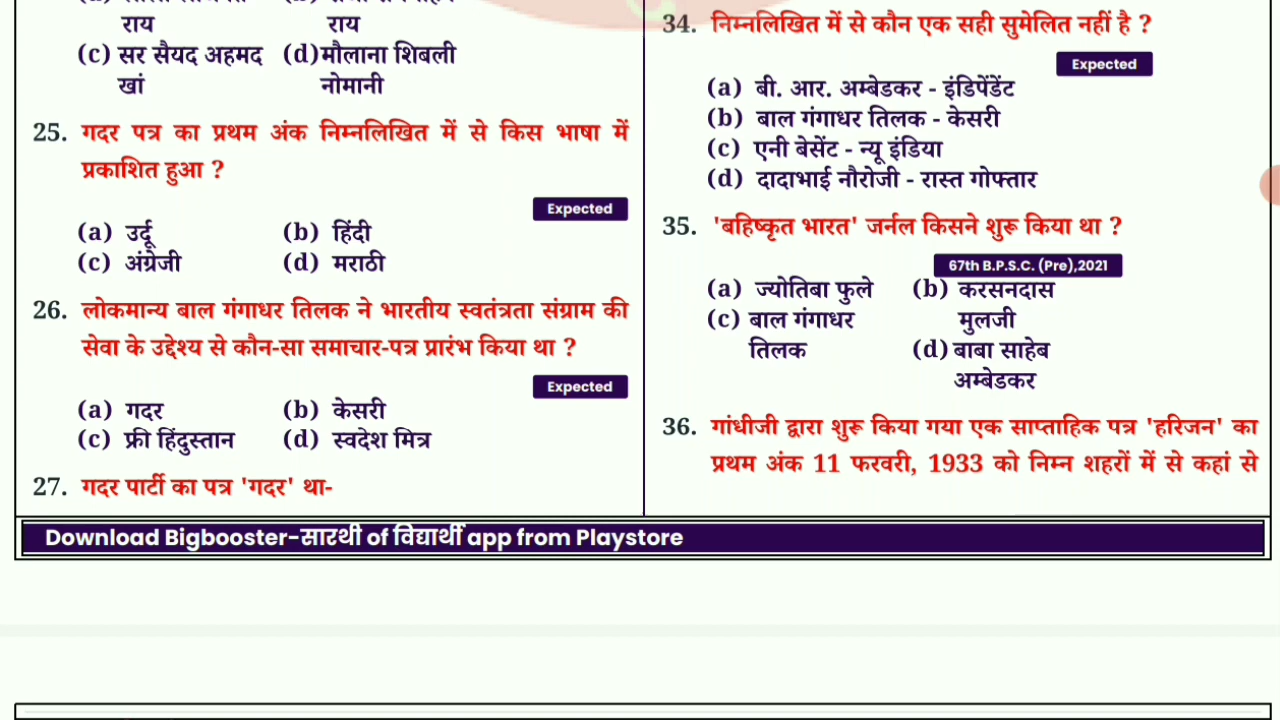 राय राय
(c) सर सैयद अहमद (d) मौलाना शिबली
खां नोमानी
25. गदर पत्र का प्रथम अंक निम्नलिखित में से किस भाषा में
प्रकाशित हुआ ?
Expected
(a) उर्दू (b) हिंदी
(c) अंग्रेजी (d) मराठी
26. लोकमान्य बाल गंगाधर तिलक ने भारतीय स्वतंत्रता संग्राम की
सेवा के उद्देश्य से कौन-सा समाचार-पत्र प्रारंभ किया था ?
Expected
(a) गदर (b) केसरी
(c) फ्री हिंदुस्तान (d) स्वदेश मित्र
27. गदर पार्टी का पत्र 'गदर' था-
34. निम्नलिखित में से कौन एक सही सुमेलित नहीं है ?
Expected
(a) बी. आर. अम्बेडकर - इंडिपेंडेंट
(b) बाल गंगाधर तिलक - केसरी
(c) एनी बेसेंट - न्यू इंडिया
(d) दादाभाई नौरोजी - रास्त गोफ्तार
35. 'बहिष्कृत भारत' जर्नल किसने शुरू किया था ?
67th B.P.S.C. (Pre),2021
(a) ज्योतिबा फुले (b) करसनदास
(c) बाल गंगाधर मुलजी
तिलक (d) बाबा साहेब
अम्बेडकर
36. गांधीजी द्वारा शुरू किया गया एक साप्ताहिक पत्र 'हरिजन' का
प्रथम अंक 11 फरवरी, 1933 को निम्न शहरों में से कहां से
Download Bigbooster-सारथी of विद्यार्थी app from Playstore